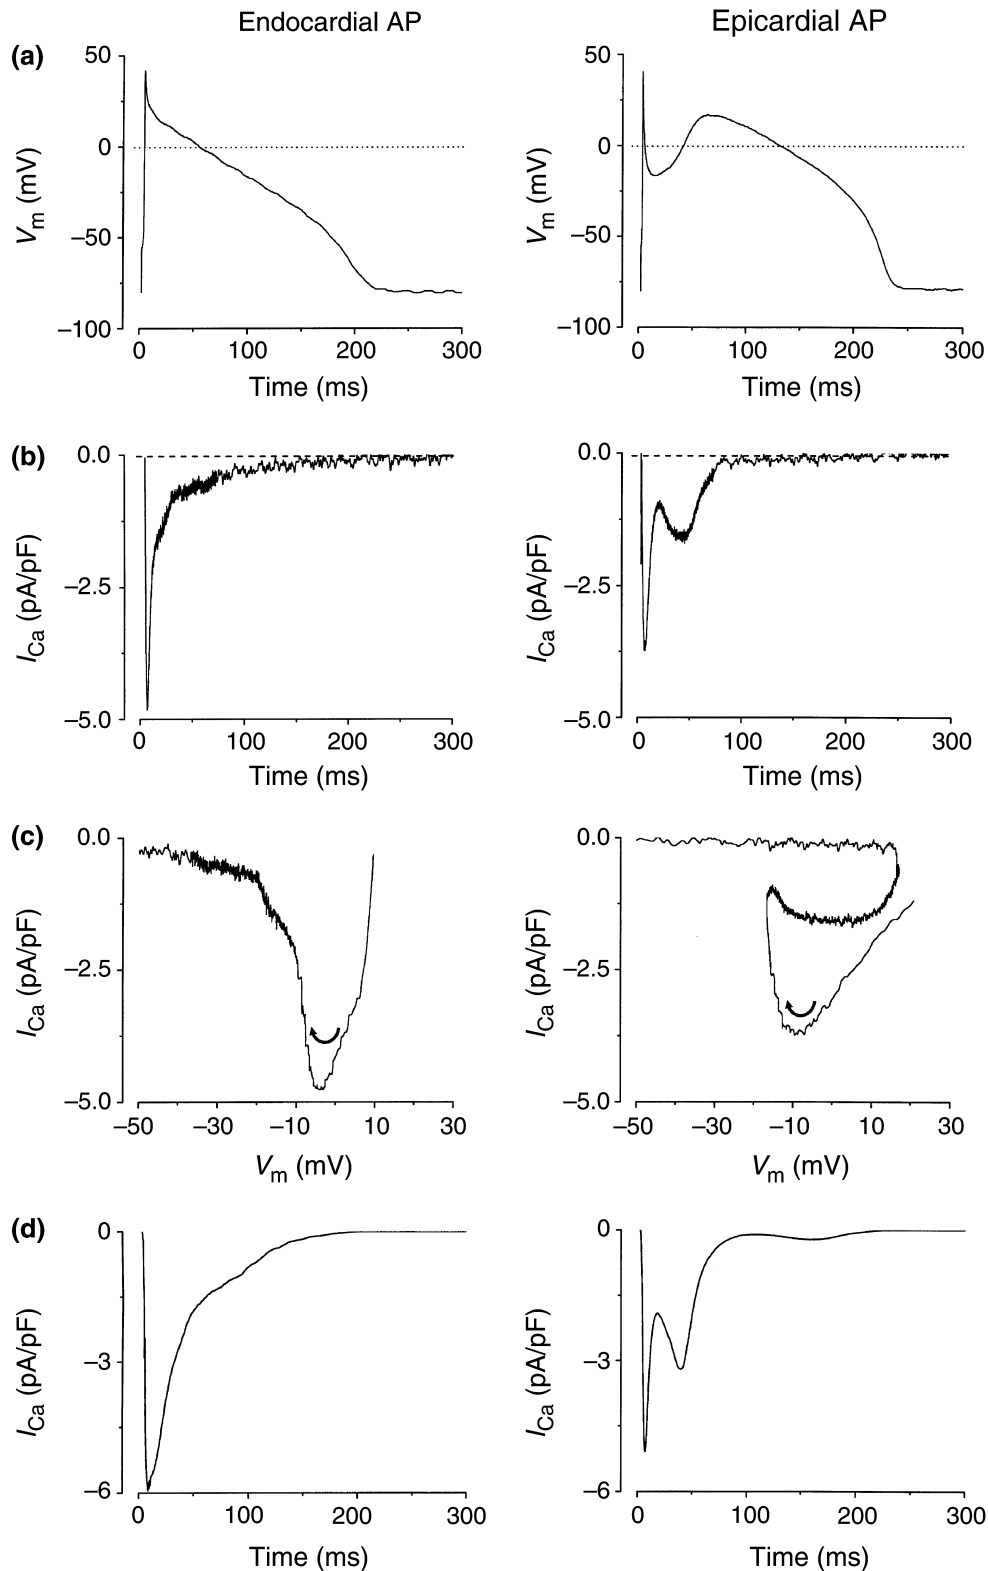 Endocardial AP Epicardial AP
(a)
50 50
0 0
–50 –50
–100 –100
Vm (mV) Vm (mV)
0 100 200 300 0 100 200 300
Time (ms) Time (ms)
(b)
0.0 0.0
–2.5 –2.5
–5.0 –5.0
ICa (pA/pF) ICa (pA/pF)
0 100 200 300 0 100 200 300
Time (ms) Time (ms)
(c)
0.0 0.0
–2.5 –2.5
–5.0 –5.0
ICa (pA/pF) ICa (pA/pF)
–50 –30 –10 10 30 –50 –30 –10 10 30
Vm (mV) Vm (mV)
(d)
0 0
–3 –3
–6 –6
ICa (pA/pF) ICa (pA/pF)
0 100 200 300 0 100 200 300
Time (ms) Time (ms)